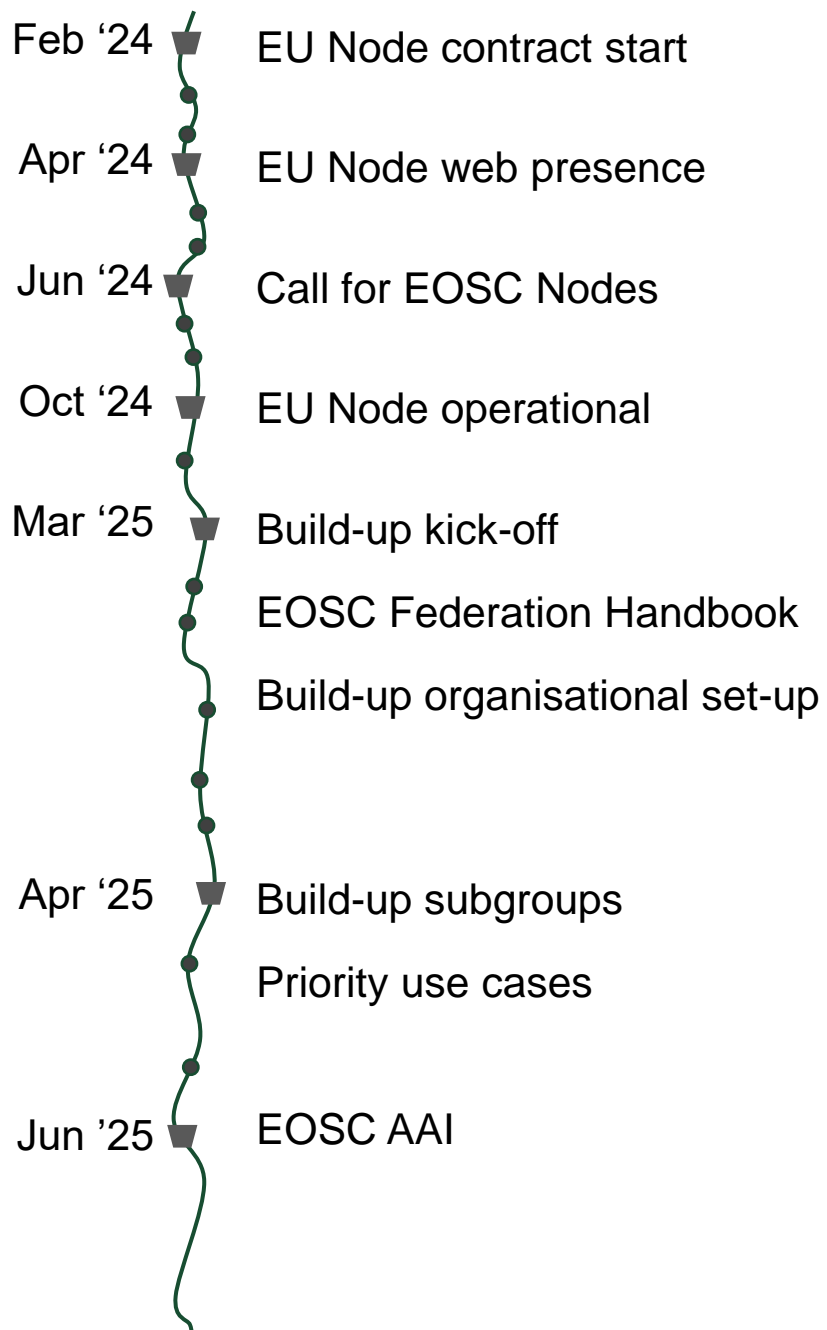 Feb ‘24 EU Node contract start
Apr ‘24 EU Node web presence
Jun ‘24 Call for EOSC Nodes
Oct ‘24 EU Node operational
Mar ‘25 Build-up kick-off
EOSC Federation Handbook
Build-up organisational set-up
Apr ‘25 Build-up subgroups
Priority use cases
Jun ’25 EOSC AAI